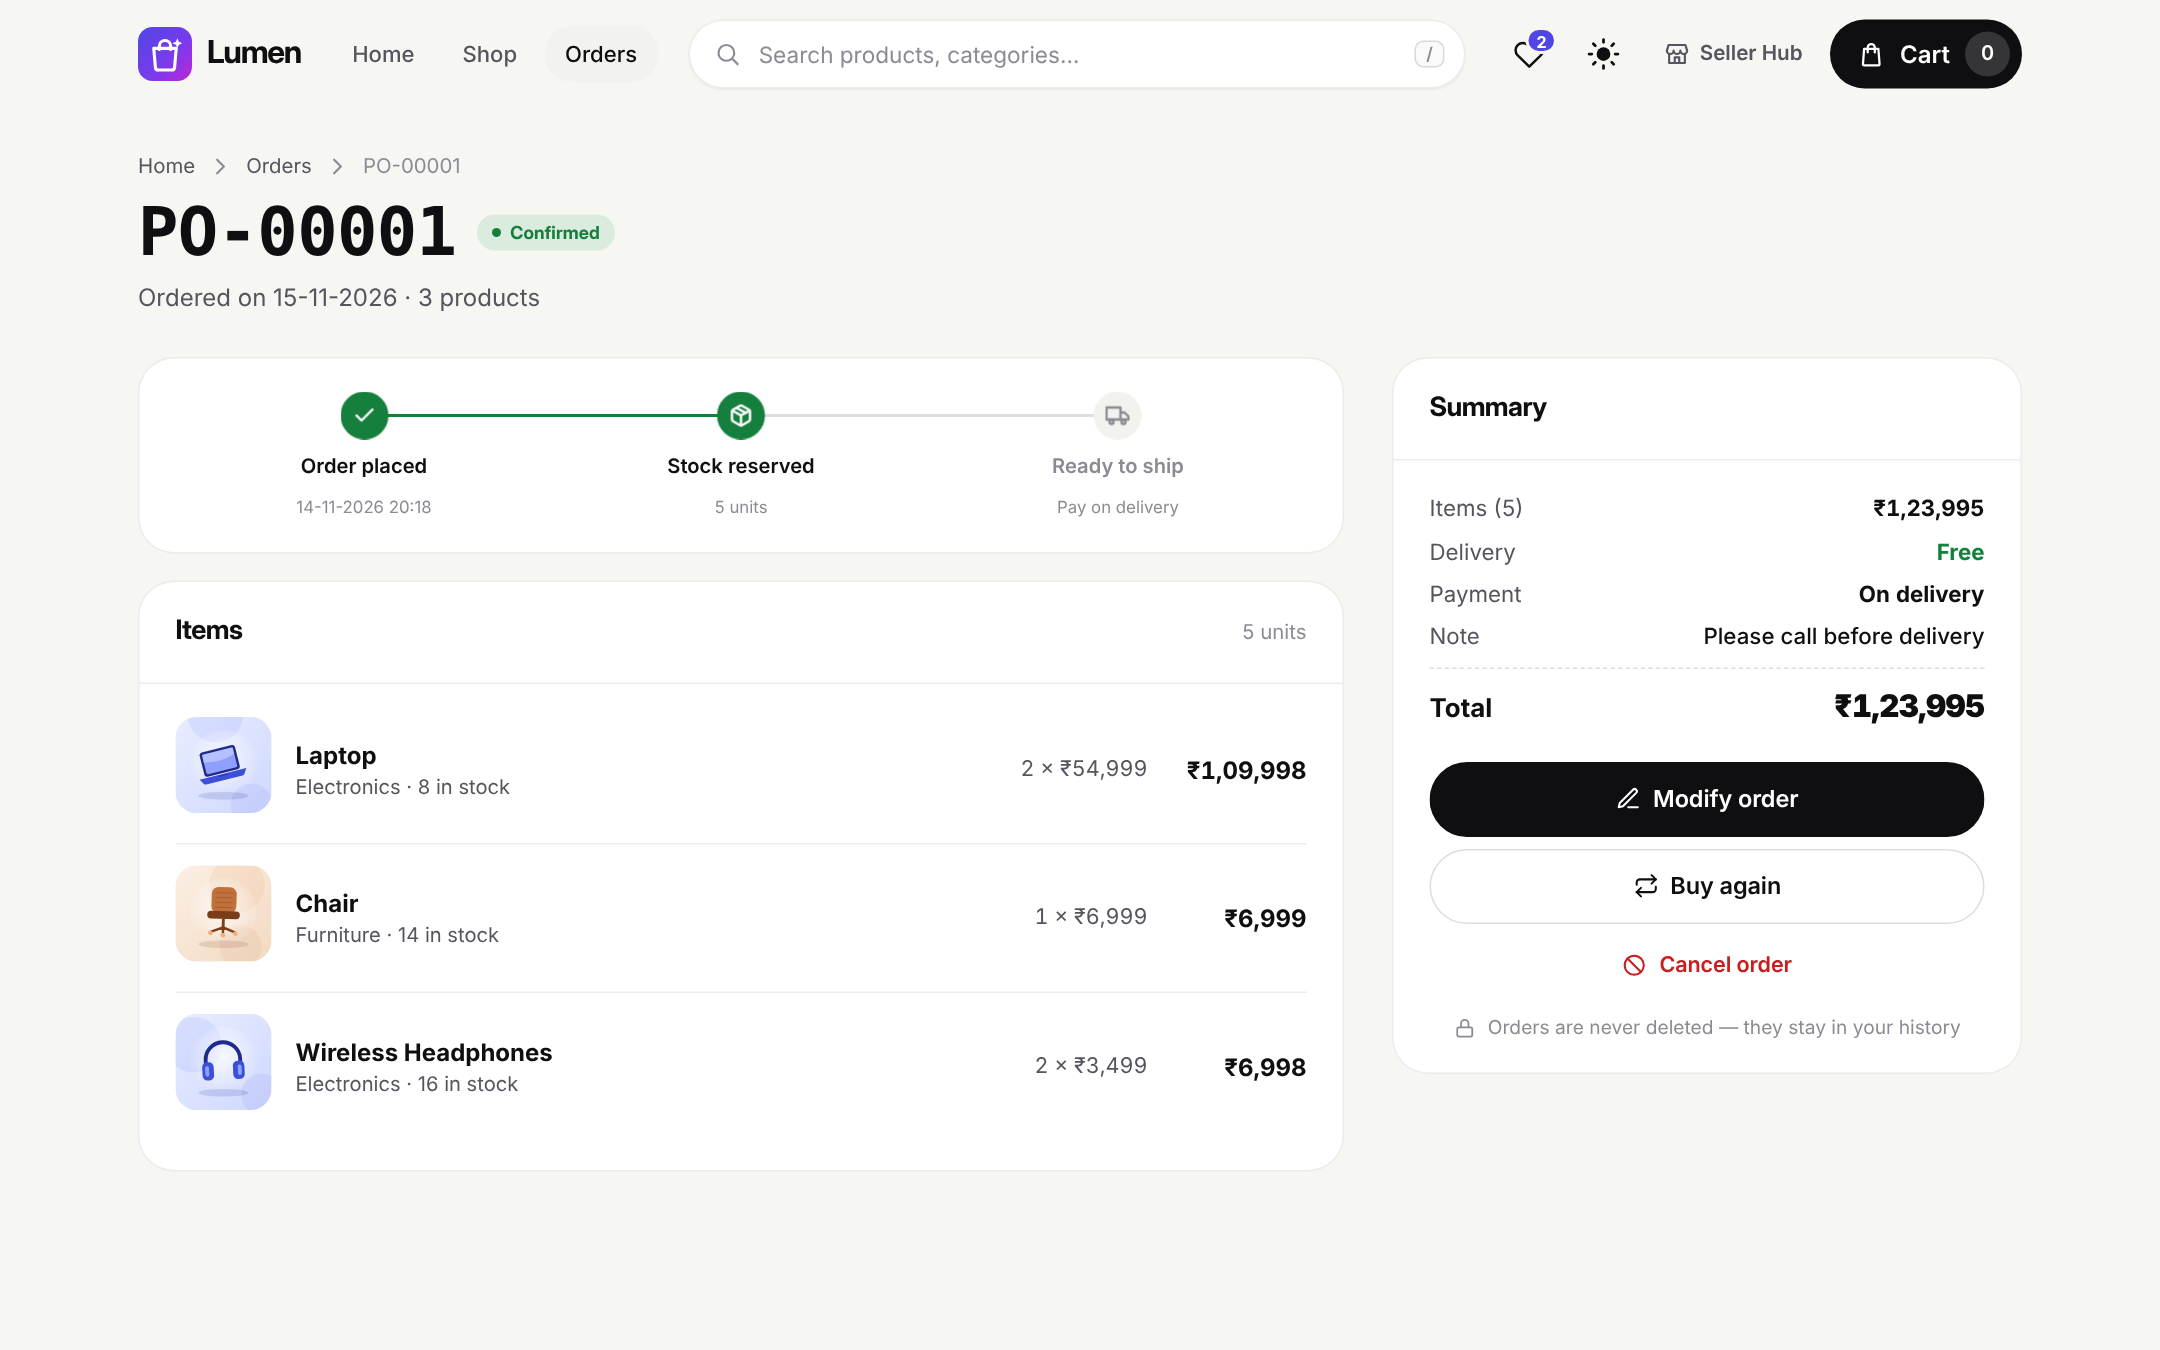 Lumen
Home
Shop
Orders
Search products, categories...
/
2
Seller Hub
Cart
0
Home
Orders
PO-00001
PO-00001
Confirmed
Ordered on 15-11-2026 · 3 products
Order placed
14-11-2026 20:18
Stock reserved
5 units
Ready to ship
Pay on delivery
Items
5 units
Laptop
Electronics · 8 in stock
2 × ₹54,999
₹1,09,998
Chair
Furniture · 14 in stock
1 × ₹6,999
₹6,999
Wireless Headphones
Electronics · 16 in stock
2 × ₹3,499
₹6,998
Summary
Items (5)
₹1,23,995
Delivery
Free
Payment
On delivery
Note
Please call before delivery
Total
₹1,23,995
Modify order
Buy again
Cancel order
Orders are never deleted — they stay in your history